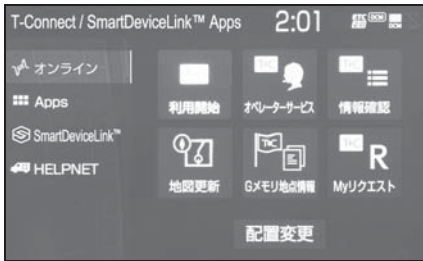 T-Connect / SmartDeviceLink™ Apps
2:01
オンライン
Apps
SmartDeviceLink™
HELPNET
利用開始
オペレーターサービス
情報確認
地図更新
Gメモリ地点情報
Myリクエスト
R
配置変更